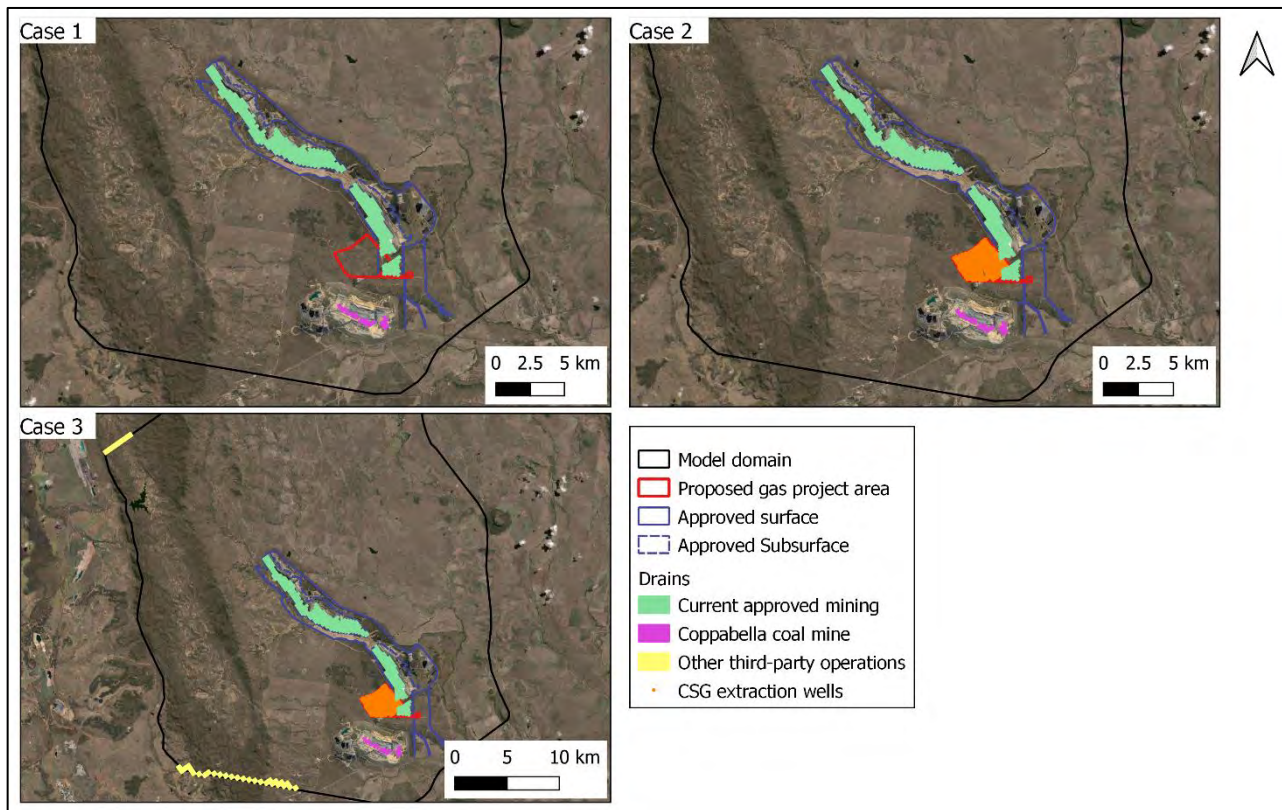 Case 1
0 2.5 5 km
Case 2
0 2.5 5 km
Case 3
0 5 10 km
Model domain
Proposed gas project area
Approved surface
Approved Subsurface
Drains
Current approved mining
Coppabella coal mine
Other third-party operations
CSG extraction wells